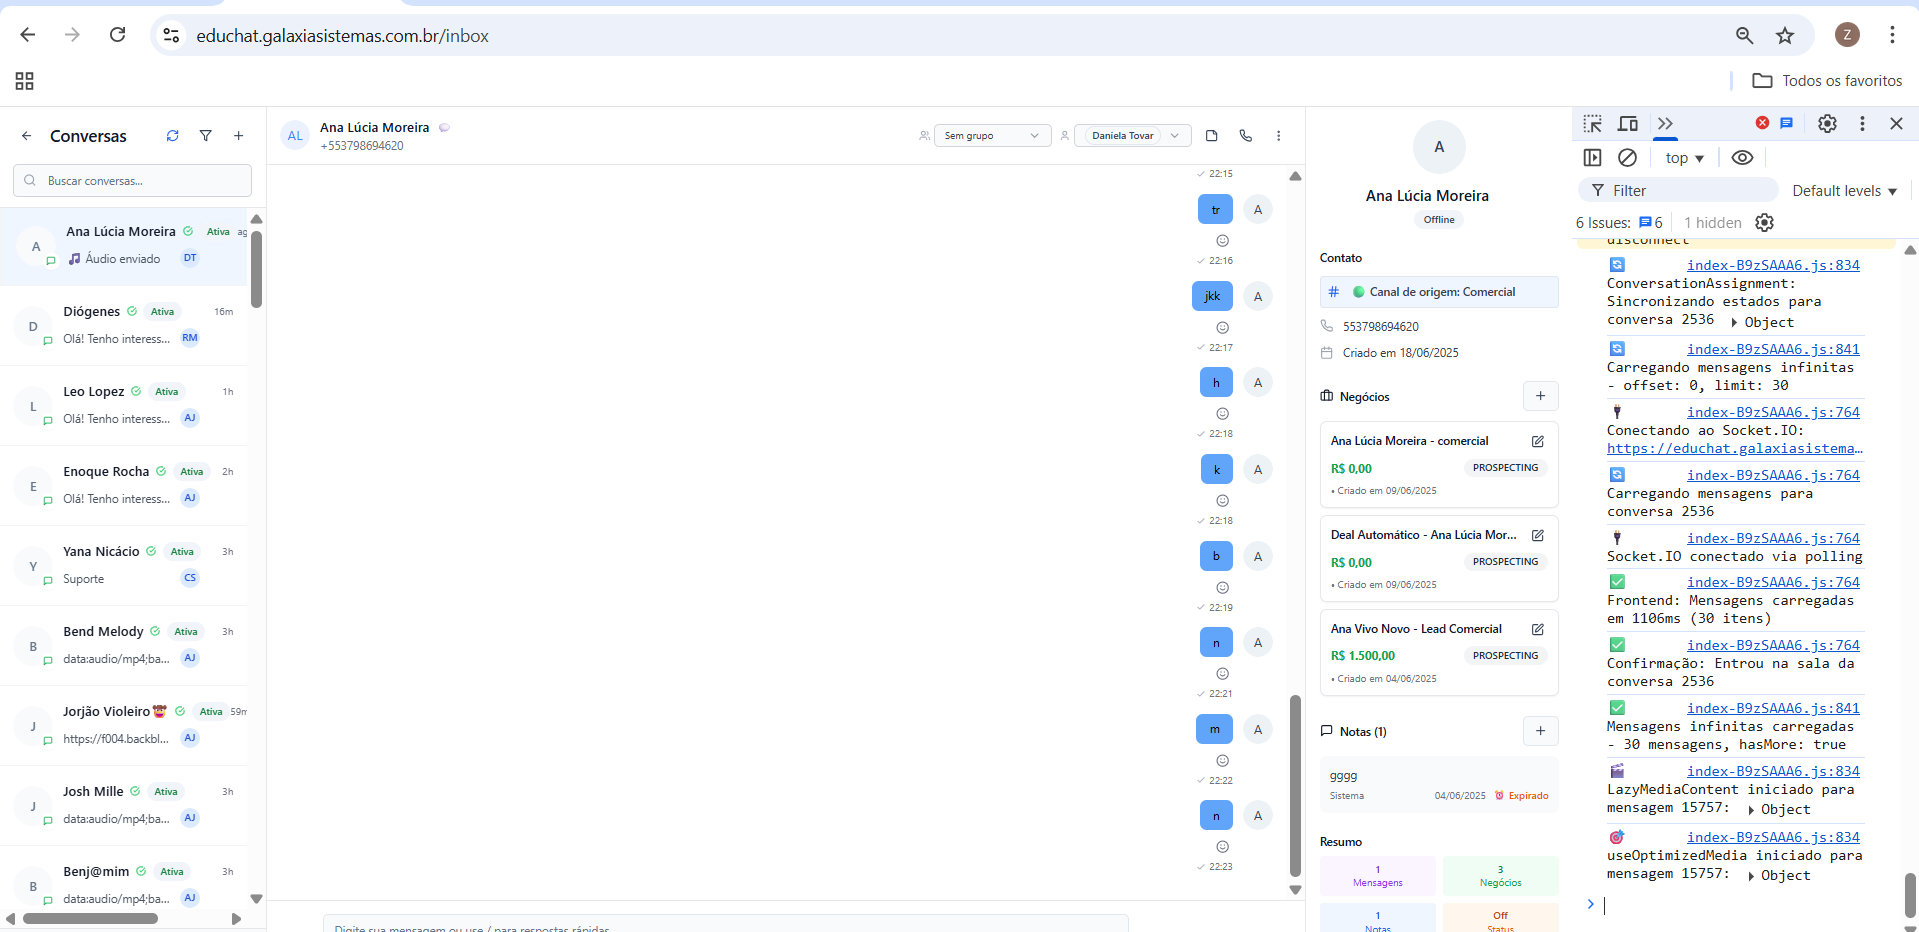 educhat.galaxiasistemas.com.br/inbox
Z
Todos os favoritos
Conversas
Buscar conversas...
A
Ana Lúcia Moreira
Ativa
ag
Áudio enviado
DT
D
Diógenes
Ativa
16m
Olá! Tenho interess...
RM
L
Leo Lopez
Ativa
1h
Olá! Tenho interess...
AJ
E
Enoque Rocha
Ativa
2h
Olá! Tenho interess...
AJ
Y
Yana Nicácio
Ativa
3h
Suporte
CS
B
Bend Melody
Ativa
3h
data:audio/mp4;ba...
AJ
J
Jorjão Violeiro🤠
Ativa
59m
https://f004.backbl...
AJ
J
Josh Mille
Ativa
3h
data:audio/mp4;ba...
AJ
B
Benj@mim
Ativa
3h
data:audio/mp4;ba...
AJ
AL
Ana Lúcia Moreira
+553798694620
Sem grupo
Daniela Tovar
22:15
tr
A
22:16
jkk
A
22:17
h
A
22:18
k
A
22:18
b
A
22:19
n
A
22:21
m
A
22:22
n
A
22:23
Digite sua mensagem ou use / para respostas rápidas
A
Ana Lúcia Moreira
Offline
Contato
# Canal de origem: Comercial
553798694620
Criado em 18/06/2025
Negócios
+
Ana Lúcia Moreira - comercial
R$ 0,00
PROSPECTING
• Criado em 09/06/2025
Deal Automático - Ana Lúcia Mor...
R$ 0,00
PROSPECTING
• Criado em 09/06/2025
Ana Vivo Novo - Lead Comercial
R$ 1.500,00
PROSPECTING
• Criado em 04/06/2025
Notas (1)
+
gggg
Sistema
04/06/2025
Expirado
Resumo
1
Mensagens
3
Negócios
1
Notas
Off
Status
top
Filter
Default levels
6 Issues:
6
1 hidden
disconnect
index-B9zSAAA6.js:834
ConversationAssignment:
Sincronizando estados para
conversa 2536 Object
index-B9zSAAA6.js:841
Carregando mensagens infinitas
- offset: 0, limit: 30
index-B9zSAAA6.js:764
Conectando ao Socket.IO:
https://educhat.galaxiasistema…
index-B9zSAAA6.js:764
Carregando mensagens para
conversa 2536
index-B9zSAAA6.js:764
Socket.IO conectado via polling
index-B9zSAAA6.js:764
Frontend: Mensagens carregadas
em 1106ms (30 itens)
index-B9zSAAA6.js:764
Confirmação: Entrou na sala da
conversa 2536
index-B9zSAAA6.js:841
Mensagens infinitas carregadas
- 30 mensagens, hasMore: true
index-B9zSAAA6.js:834
LazyMediaContent iniciado para
mensagem 15757: Object
index-B9zSAAA6.js:834
useOptimizedMedia iniciado para
mensagem 15757: Object